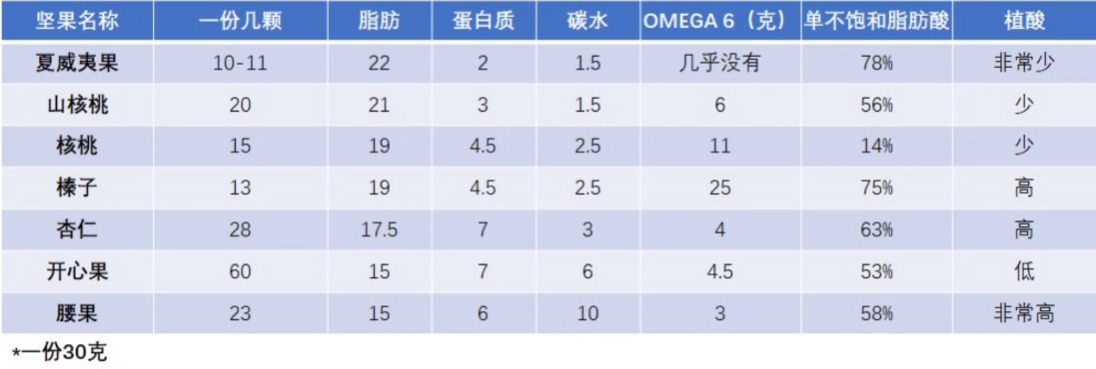 坚果名称 一份几颗 脂肪 蛋白质 碳水 OMEGA 6（克） 单不饱和脂肪酸 植酸
夏威夷果 10-11 22 2 1.5 几乎没有 78% 非常少
山核桃 20 21 3 1.5 6 56% 少
核桃 15 19 4.5 2.5 11 14% 少
榛子 13 19 4.5 2.5 25 75% 高
杏仁 28 17.5 7 3 4 63% 高
开心果 60 15 7 6 4.5 53% 低
腰果 23 15 6 10 3 58% 非常高
*一份30克